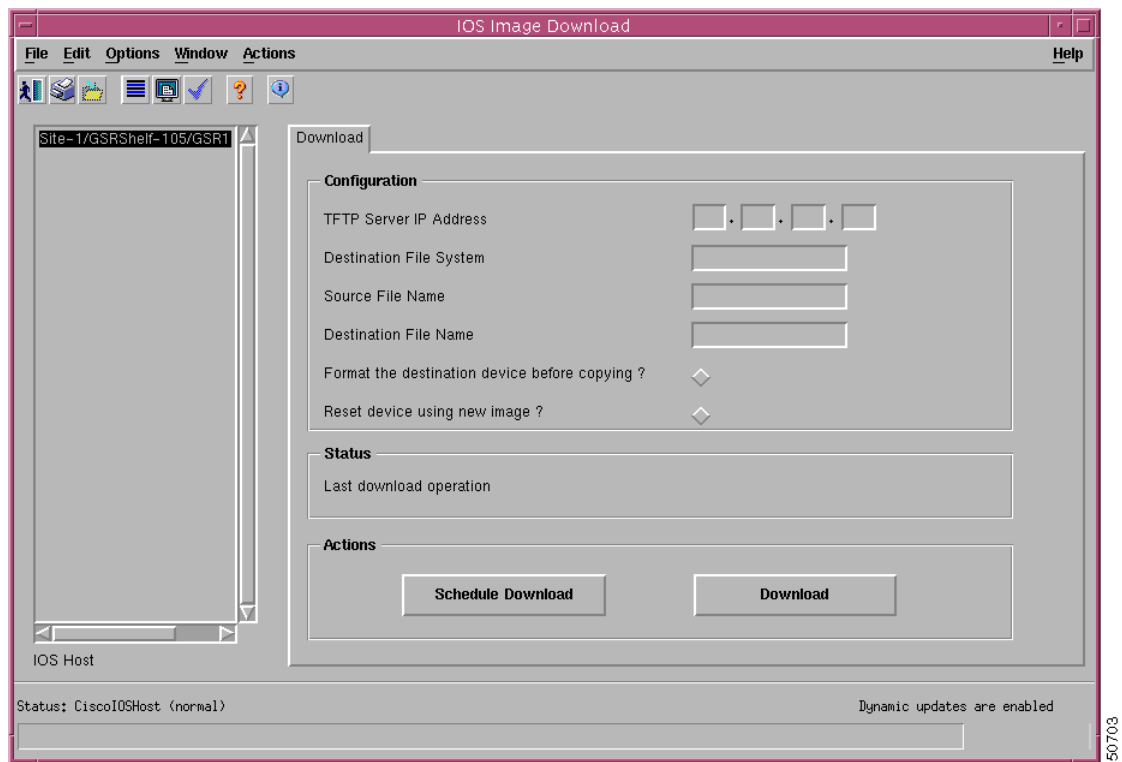 IOS Image Download
File Edit Options Window Actions Help
Site-1/GSRShelf-105/GSR1
Download
Configuration
TFTP Server IP Address
. . .
Destination File System
Source File Name
Destination File Name
Format the destination device before copying ?
Reset device using new image ?
Status
Last download operation
Actions
Schedule Download Download
IOS Host
Status: CiscoIOSHost (normal) Dynamic updates are enabled
50703